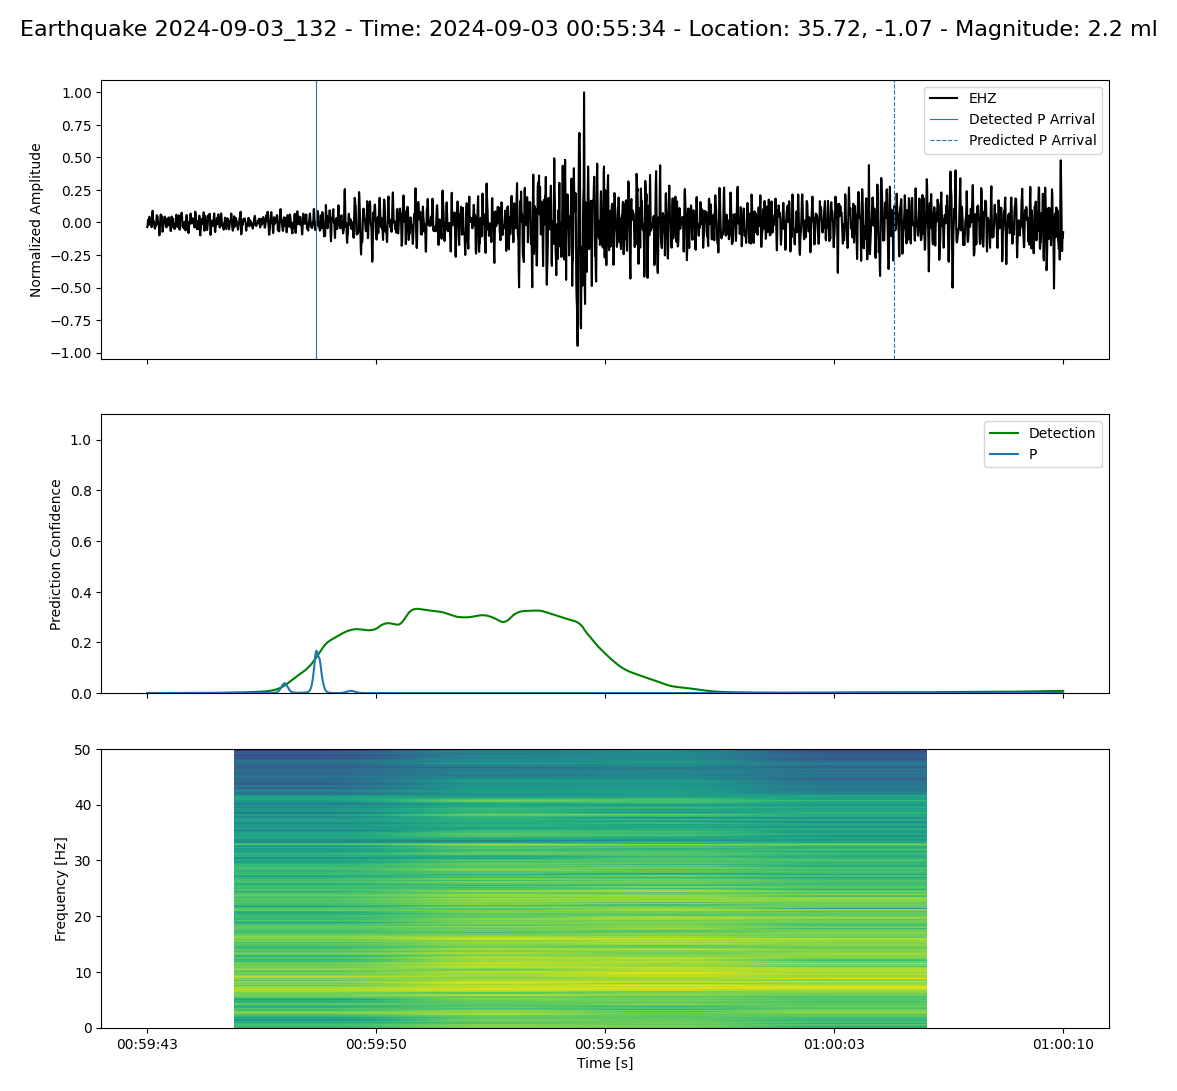 Earthquake 2024-09-03_132 - Time: 2024-09-03 00:55:34 - Location: 35.72, -1.07 - Magnitude: 2.2 ml
1.00
0.75
0.50
0.25
0.00
−0.25
−0.50
−0.75
−1.00
Normalized Amplitude
EHZ
Detected P Arrival
Predicted P Arrival
1.0
0.8
0.6
0.4
0.2
0.0
Prediction Confidence
Detection
P
50
40
30
20
10
0
Frequency [Hz]
00:59:43
00:59:50
00:59:56
01:00:03
01:00:10
Time [s]